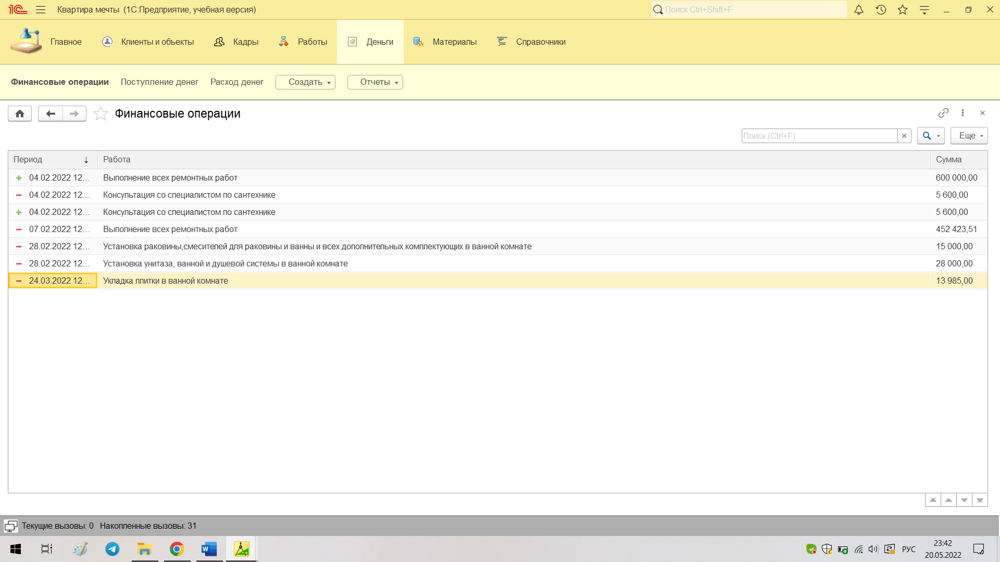 1С Квартира мечты (1С:Предприятие, учебная версия) Поиск Ctrl+Shift+F
Главное Клиенты и объекты Кадры Работы Деньги Материалы Справочники
Финансовые операции Поступление денег Расход денег Создать Отчеты
Финансовые операции
Поиск (Ctrl+F) × Еще
Период ↓ Работа Сумма
+ 04.02.2022 12... Выполнение всех ремонтных работ 600 000,00
− 04.02.2022 12... Консультация со специалистом по сантехнике 5 600,00
+ 04.02.2022 12... Консультация со специалистом по сантехнике 5 600,00
− 07.02.2022 12... Выполнение всех ремонтных работ 452 423,51
− 28.02.2022 12... Установка раковины,смесителей для раковины и ванны и всех дополнительных комплектующих в ванной комнате 15 000,00
− 28.02.2022 12... Установка унитаза, ванной и душевой системы в ванной комнате 28 000,00
− 24.03.2022 12... Укладка плитки в ванной комнате 13 985,00
Текущие вызовы: 0 Накопленные вызовы: 31
РУС 23:42
20.05.2022